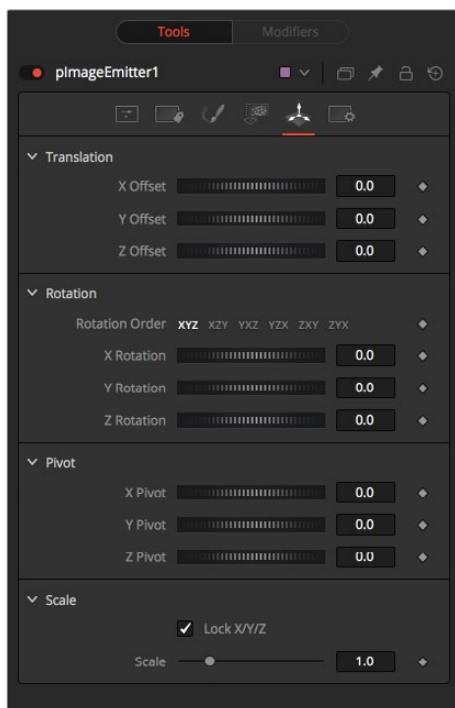 Tools Modifiers
pImageEmitter1
Translation
X Offset 0.0
Y Offset 0.0
Z Offset 0.0
Rotation
Rotation Order XYZ XZY YXZ YZX ZXY ZYX
X Rotation 0.0
Y Rotation 0.0
Z Rotation 0.0
Pivot
X Pivot 0.0
Y Pivot 0.0
Z Pivot 0.0
Scale
Lock X/Y/Z
Scale 1.0